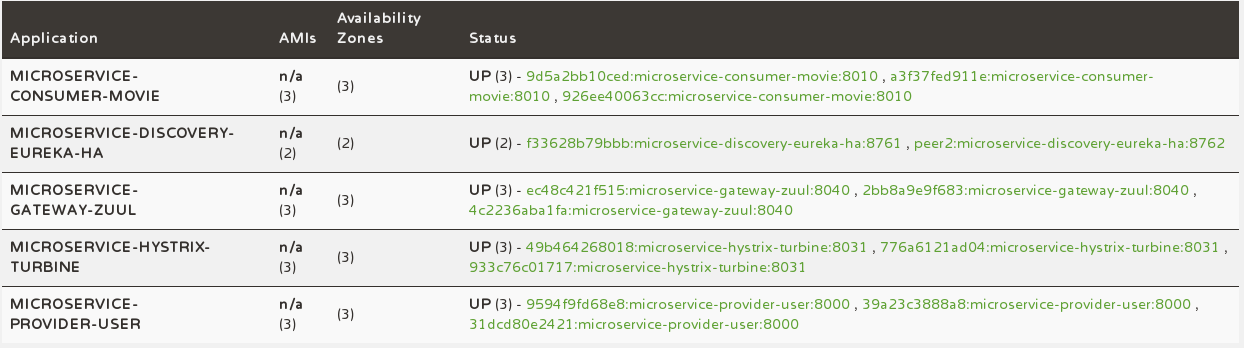 Application AMIs Availability Zones Status
MICROSERVICE-CONSUMER-MOVIE n/a (3) (3) UP (3) - 9d5a2bb10ced:microservice-consumer-movie:8010 , a3f37fed911e:microservice-consumer-movie:8010 , 926ee40063cc:microservice-consumer-movie:8010
MICROSERVICE-DISCOVERY-EUREKA-HA n/a (2) (2) UP (2) - f33628b79bbb:microservice-discovery-eureka-ha:8761 , peer2:microservice-discovery-eureka-ha:8762
MICROSERVICE-GATEWAY-ZUUL n/a (3) (3) UP (3) - ec48c421f515:microservice-gateway-zuul:8040 , 2bb8a9e9f683:microservice-gateway-zuul:8040 , 4c2236aba1fa:microservice-gateway-zuul:8040
MICROSERVICE-HYSTRIX-TURBINE n/a (3) (3) UP (3) - 49b464268018:microservice-hystrix-turbine:8031 , 776a6121ad04:microservice-hystrix-turbine:8031 , 933c76c01717:microservice-hystrix-turbine:8031
MICROSERVICE-PROVIDER-USER n/a (3) (3) UP (3) - 9594f9fd68e8:microservice-provider-user:8000 , 39a23c3888a8:microservice-provider-user:8000 , 31dcd80e2421:microservice-provider-user:8000